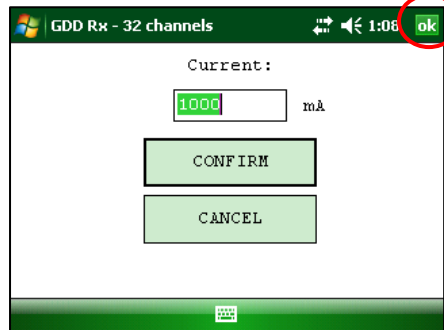 GDD Rx - 32 channels 1:08 ok
Current:
1000 mA
CONFIRM
CANCEL